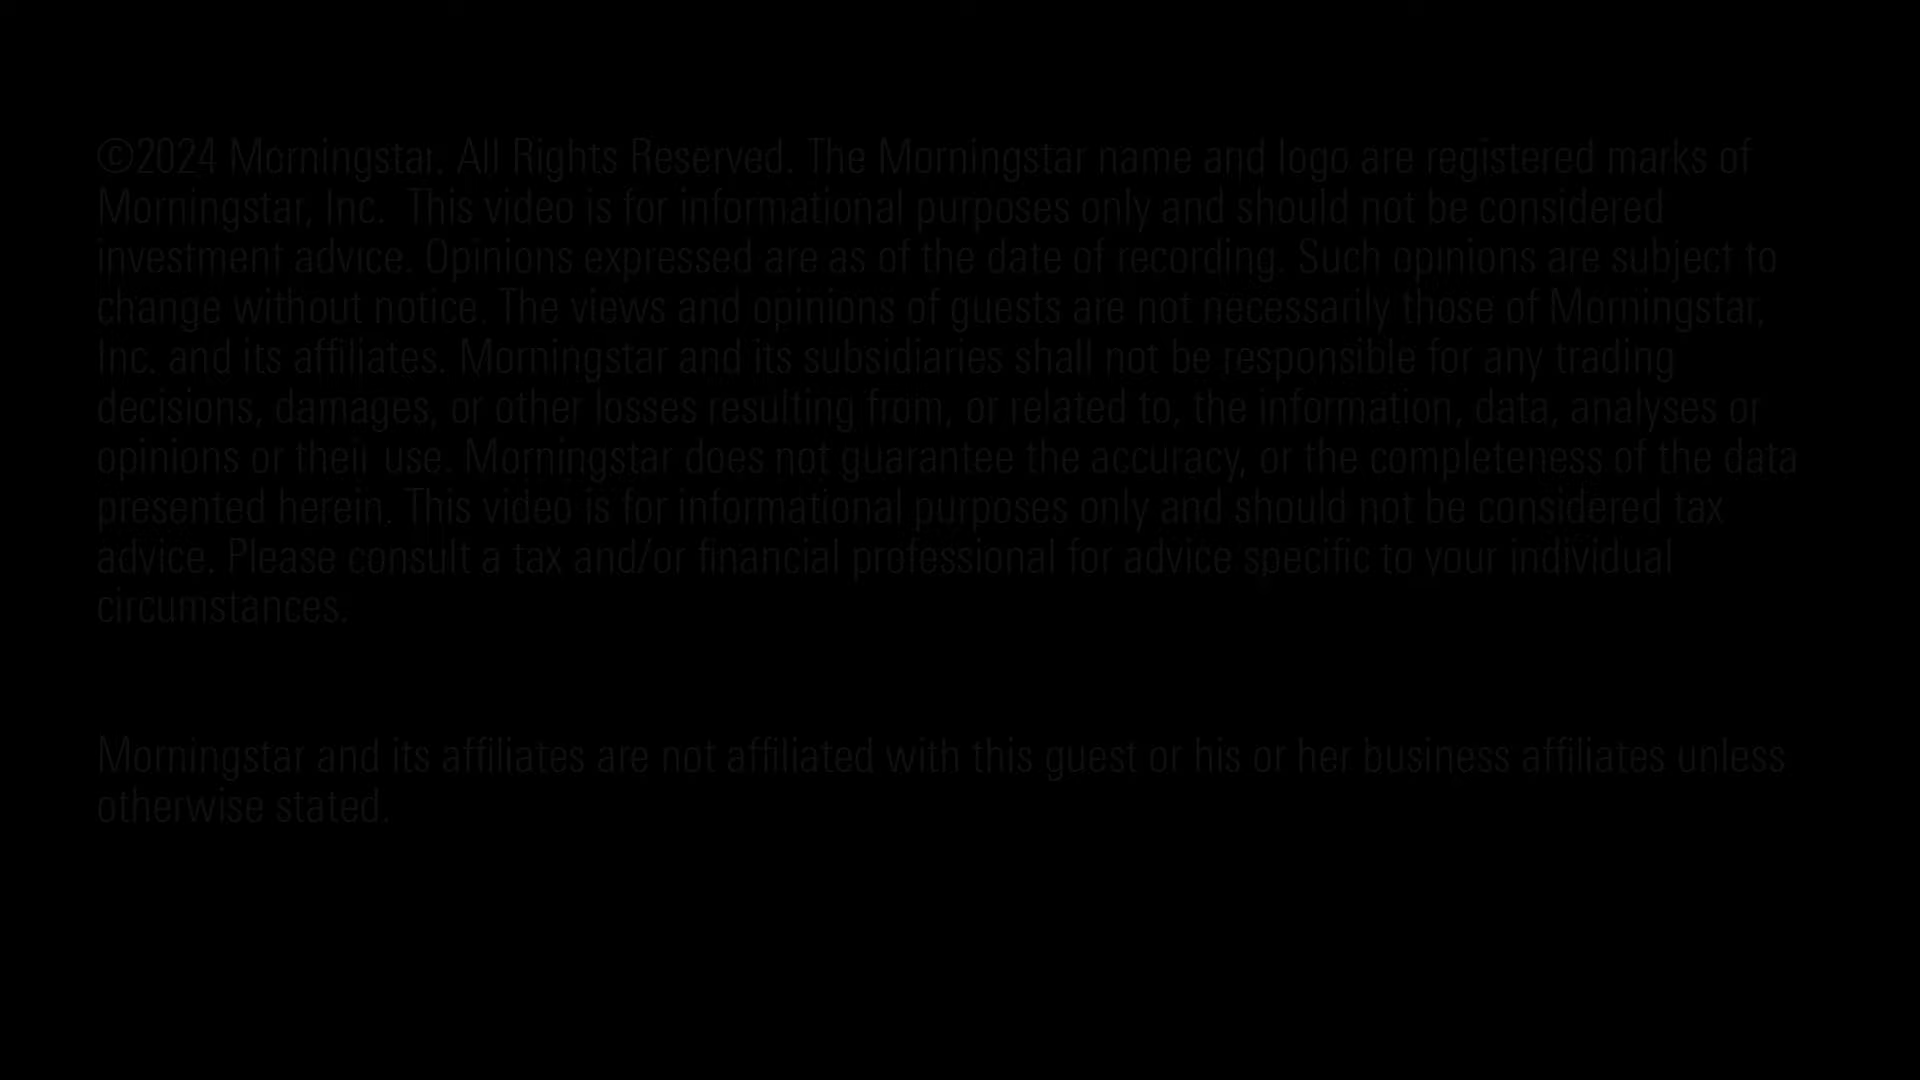 ©2024 Morningstar. All Rights Reserved. The Morningstar name and logo are registered marks of
Morningstar, Inc.  This video is for informational purposes only and should not be considered
investment advice. Opinions expressed are as of the date of recording. Such opinions are subject to
change without notice. The views and opinions of guests are not necessarily those of Morningstar,
Inc. and its affiliates. Morningstar and its subsidiaries shall not be responsible for any trading
decisions, damages, or other losses resulting from, or related to, the information, data, analyses or
opinions or their use. Morningstar does not guarantee the accuracy, or the completeness of the data
presented herein. This video is for informational purposes only and should not be considered tax
advice. Please consult a tax and/or financial professional for advice specific to your individual
circumstances.
Morningstar and its affiliates are not affiliated with this guest or his or her business affiliates unless
otherwise stated.